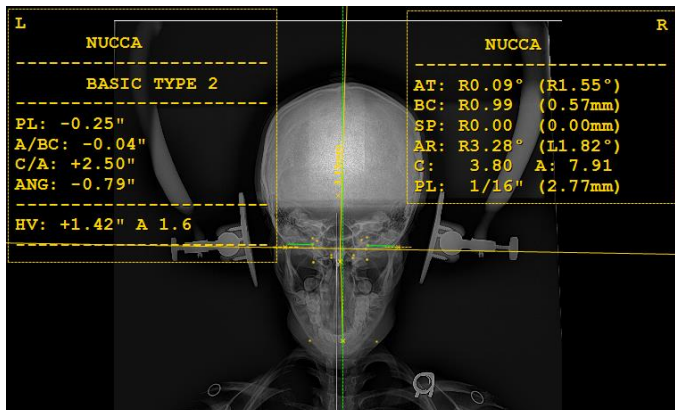 L
NUCCA
BASIC TYPE 2
PL: -0.25"
A/BC: -0.04"
C/A: +2.50"
ANG: -0.79"
HV: +1.42" A 1.6
R
NUCCA
AT: R0.09° (R1.55°)
BC: R0.99 (0.57mm)
SP: R0.00 (0.00mm)
AR: R3.28° (L1.82°)
C: 3.80 A: 7.91
PL: 1/16" (2.77mm)